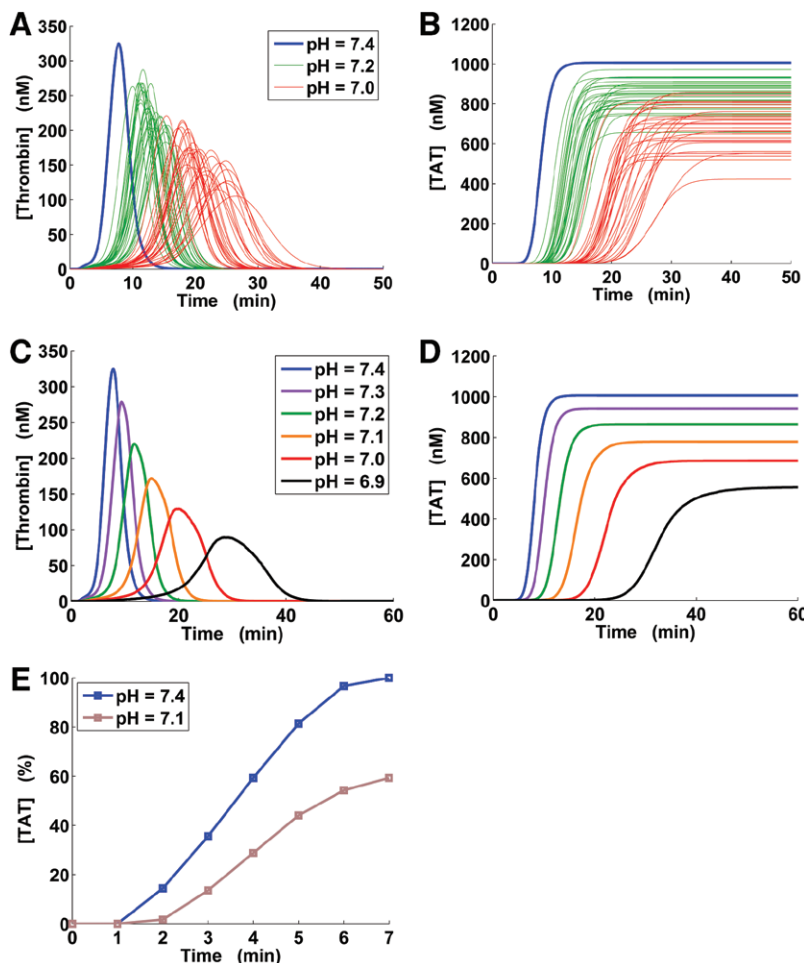 A
[Thrombin] (nM)
350
300
250
200
150
100
50
0
0 10 20 30 40 50
Time (min)
pH = 7.4
pH = 7.2
pH = 7.0
B
[TAT] (nM)
1200
1000
800
600
400
200
0
0 10 20 30 40 50
Time (min)
C
[Thrombin] (nM)
350
300
250
200
150
100
50
0
0 20 40 60
Time (min)
pH = 7.4
pH = 7.3
pH = 7.2
pH = 7.1
pH = 7.0
pH = 6.9
D
[TAT] (nM)
1200
1000
800
600
400
200
0
0 20 40 60
Time (min)
E
[TAT] (%)
100
80
60
40
20
0
0 1 2 3 4 5 6 7
Time (min)
pH = 7.4
pH = 7.1